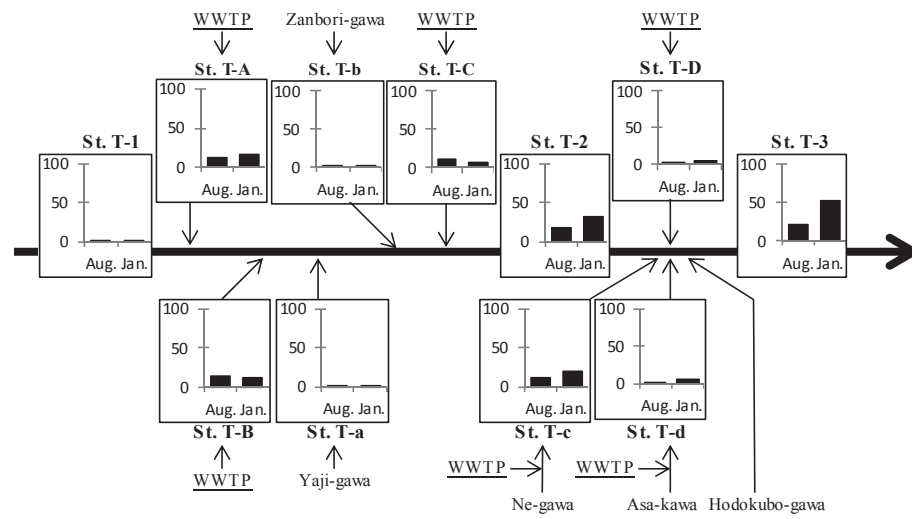 WWTP
Zanbori-gawa
WWTP
WWTP
St. T-A
St. T-b
St. T-C
St. T-D
100
50
0
Aug. Jan.
100
50
0
Aug. Jan.
100
50
0
Aug. Jan.
100
50
0
Aug. Jan.
St. T-1
St. T-2
St. T-3
100
50
0
Aug. Jan.
100
50
0
Aug. Jan.
100
50
0
Aug. Jan.
100
50
0
Aug. Jan.
100
50
0
Aug. Jan.
100
50
0
Aug. Jan.
100
50
0
Aug. Jan.
St. T-B
St. T-a
St. T-c
St. T-d
WWTP
Yaji-gawa
WWTP
WWTP
Ne-gawa
Asa-kawa
Hodokubo-gawa